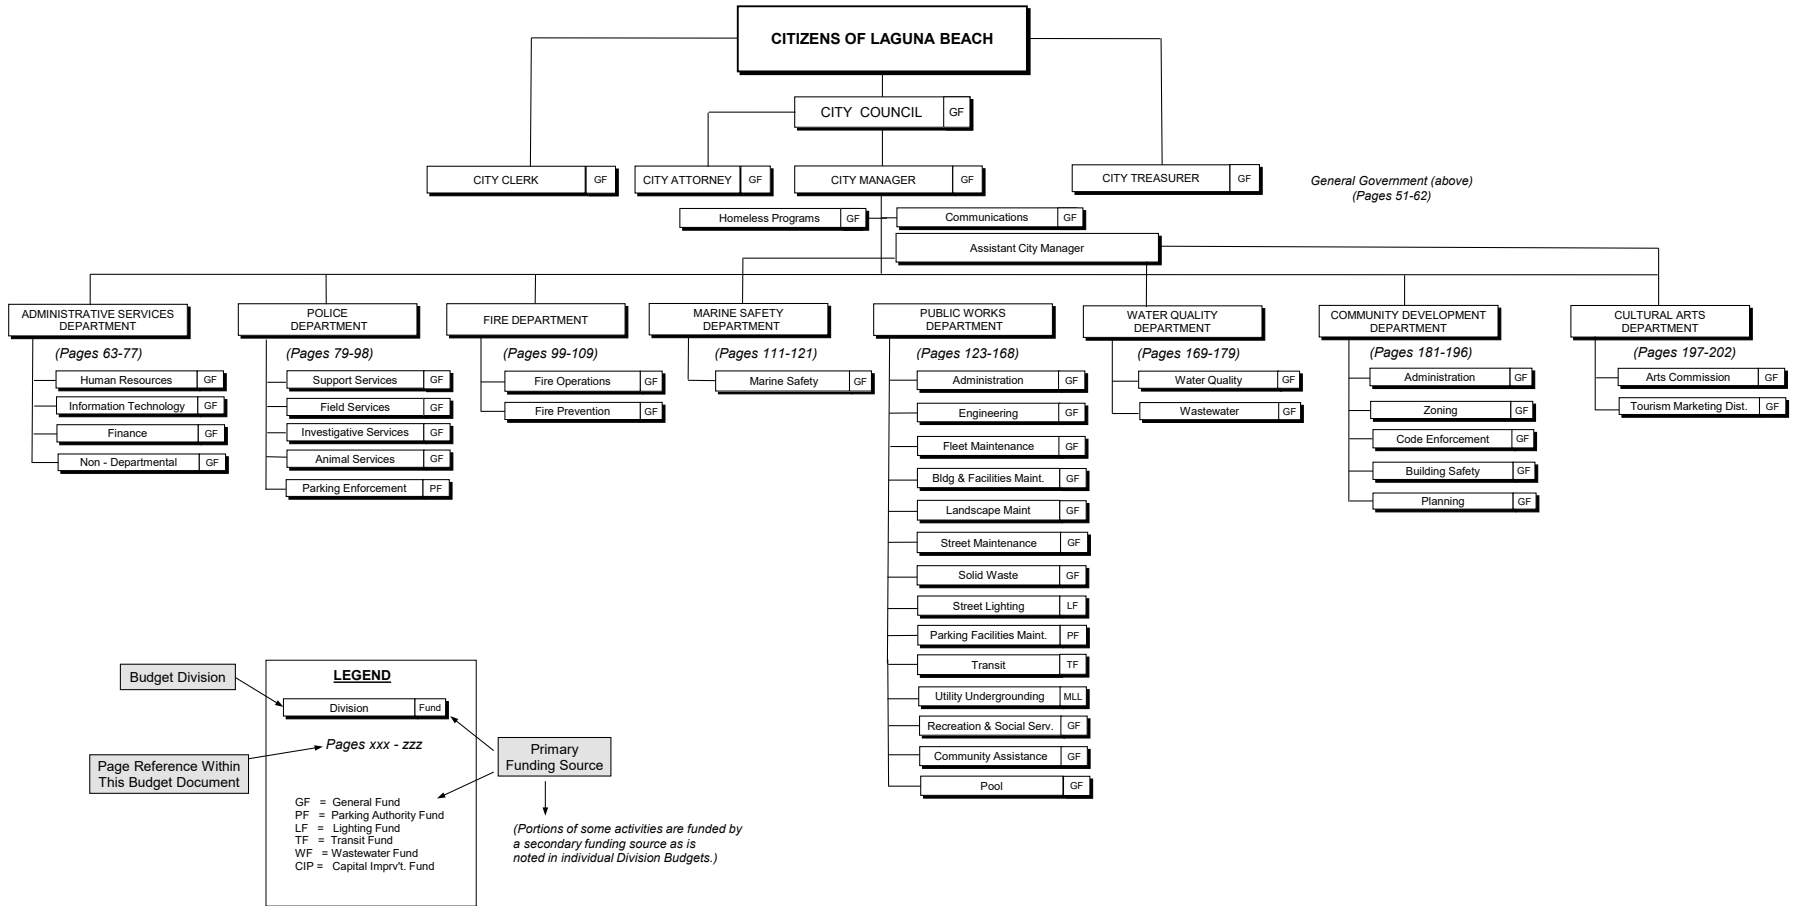 CITIZENS OF LAGUNA BEACH
CITY COUNCIL GF
CITY CLERK GF
CITY ATTORNEY GF
CITY MANAGER GF
CITY TREASURER GF
General Government (above)
(Pages 51-62)
Homeless Programs GF
Communications GF
Assistant City Manager
ADMINISTRATIVE SERVICES
DEPARTMENT
(Pages 63-77)
Human Resources GF
Information Technology GF
Finance GF
Non - Departmental GF
POLICE
DEPARTMENT
(Pages 79-98)
Support Services GF
Field Services GF
Investigative Services GF
Animal Services GF
Parking Enforcement PF
FIRE DEPARTMENT
(Pages 99-109)
Fire Operations GF
Fire Prevention GF
MARINE SAFETY
DEPARTMENT
(Pages 111-121)
Marine Safety GF
PUBLIC WORKS
DEPARTMENT
(Pages 123-168)
Administration GF
Engineering GF
Fleet Maintenance GF
Bldg & Facilities Maint. GF
Landscape Maint GF
Street Maintenance GF
Solid Waste GF
Street Lighting LF
Parking Facilities Maint. PF
Transit TF
Utility Undergrounding MLL
Recreation & Social Serv. GF
Community Assistance GF
Pool GF
WATER QUALITY
DEPARTMENT
(Pages 169-179)
Water Quality GF
Wastewater GF
COMMUNITY DEVELOPMENT
DEPARTMENT
(Pages 181-196)
Administration GF
Zoning GF
Code Enforcement GF
Building Safety GF
Planning GF
CULTURAL ARTS
DEPARTMENT
(Pages 197-202)
Arts Commission GF
Tourism Marketing Dist. GF
Budget Division
Page Reference Within
This Budget Document
LEGEND
Division Fund
Pages xxx - zzz
GF = General Fund
PF = Parking Authority Fund
LF = Lighting Fund
TF = Transit Fund
WF = Wastewater Fund
CIP = Capital Imprv't. Fund
Primary
Funding Source
(Portions of some activities are funded by
a secondary funding source as is
noted in individual Division Budgets.)